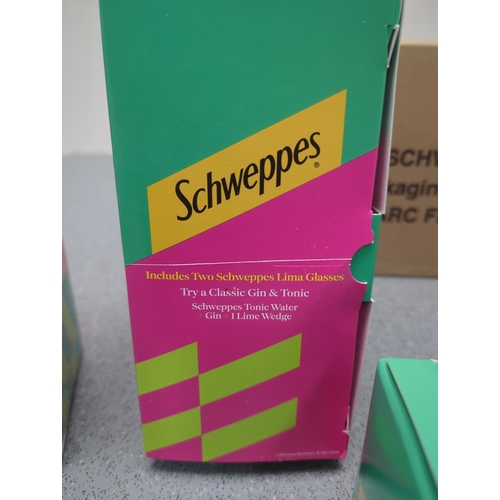 Schweppes®
Includes Two Schweppes Lima Glasses
Try a Classic Gin & Tonic
Schweppes Tonic Water
+ Gin + 1 Lime Wedge
SCHW
kagin
ARC F